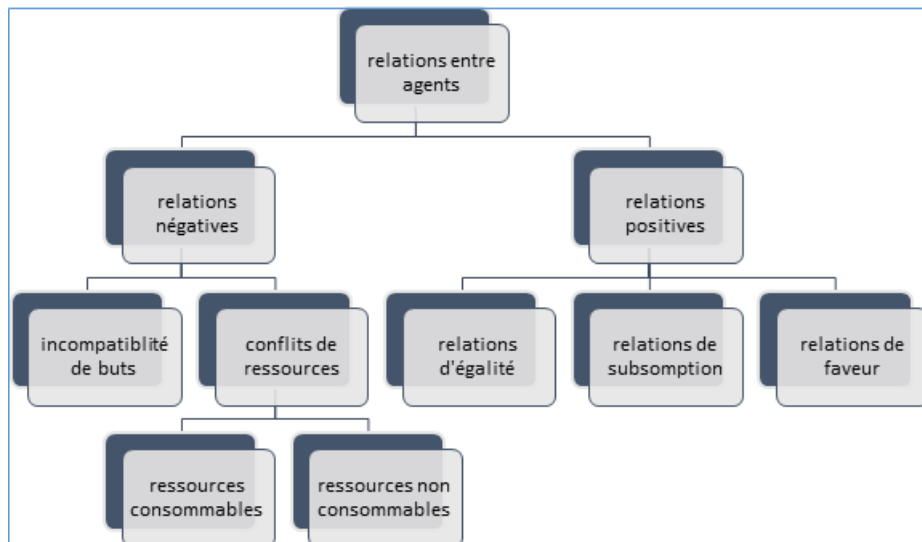 relations entre
agents
relations
négatives
relations
positives
incompatiblité
de buts
conflits de
ressources
relations
d'égalité
relations de
subsomption
relations de
faveur
ressources
consommables
ressources non
consommables